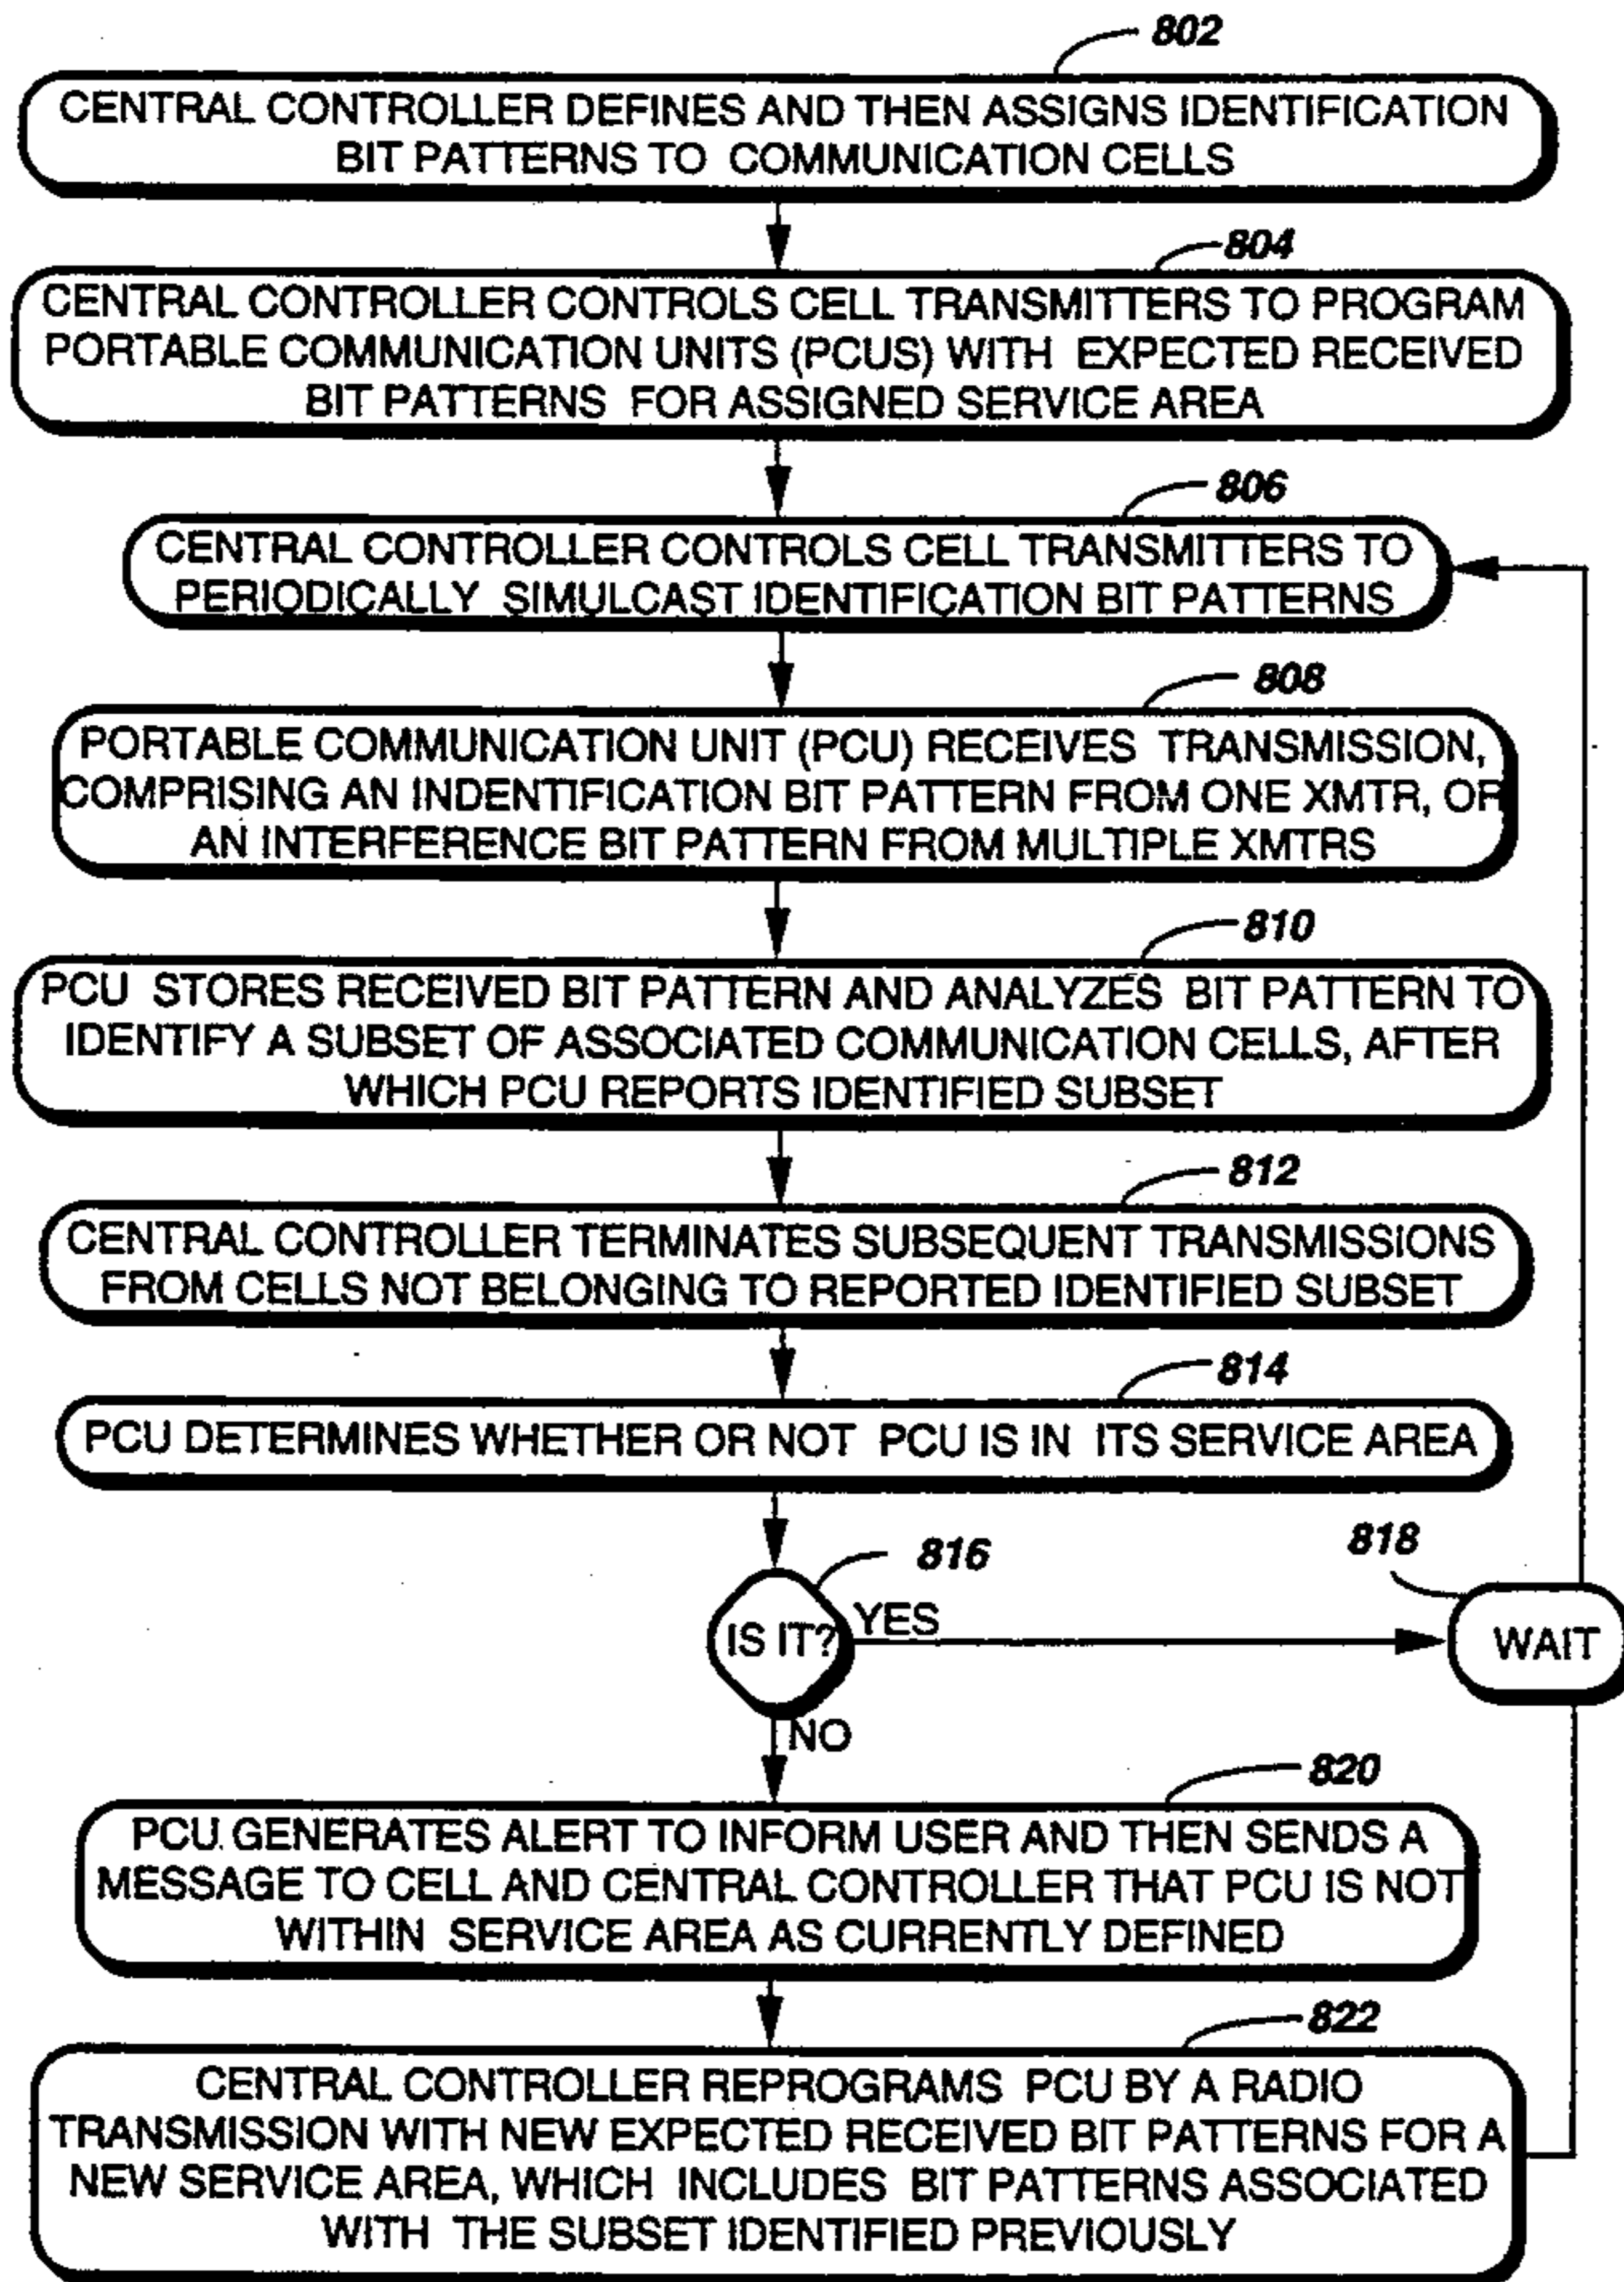 802
CENTRAL CONTROLLER DEFINES AND THEN ASSIGNS IDENTIFICATION
BIT PATTERNS TO COMMUNICATION CELLS
804
CENTRAL CONTROLLER CONTROLS CELL TRANSMITTERS TO PROGRAM
PORTABLE COMMUNICATION UNITS (PCUS) WITH EXPECTED RECEIVED
BIT PATTERNS FOR ASSIGNED SERVICE AREA
806
CENTRAL CONTROLLER CONTROLS CELL TRANSMITTERS TO
PERIODICALLY SIMULCAST IDENTIFICATION BIT PATTERNS
808
PORTABLE COMMUNICATION UNIT (PCU) RECEIVES TRANSMISSION,
COMPRISING AN INDENTIFICATION BIT PATTERN FROM ONE XMTR, OR
AN INTERFERENCE BIT PATTERN FROM MULTIPLE XMTRS
810
PCU STORES RECEIVED BIT PATTERN AND ANALYZES BIT PATTERN TO
IDENTIFY A SUBSET OF ASSOCIATED COMMUNICATION CELLS, AFTER
WHICH PCU REPORTS IDENTIFIED SUBSET
812
CENTRAL CONTROLLER TERMINATES SUBSEQUENT TRANSMISSIONS
FROM CELLS NOT BELONGING TO REPORTED IDENTIFIED SUBSET
814
PCU DETERMINES WHETHER OR NOT PCU IS IN ITS SERVICE AREA
816
IS IT?
YES
818
WAIT
NO
820
PCU GENERATES ALERT TO INFORM USER AND THEN SENDS A
MESSAGE TO CELL AND CENTRAL CONTROLLER THAT PCU IS NOT
WITHIN SERVICE AREA AS CURRENTLY DEFINED
822
CENTRAL CONTROLLER REPROGRAMS PCU BY A RADIO
TRANSMISSION WITH NEW EXPECTED RECEIVED BIT PATTERNS FOR A
NEW SERVICE AREA, WHICH INCLUDES BIT PATTERNS ASSOCIATED
WITH THE SUBSET IDENTIFIED PREVIOUSLY